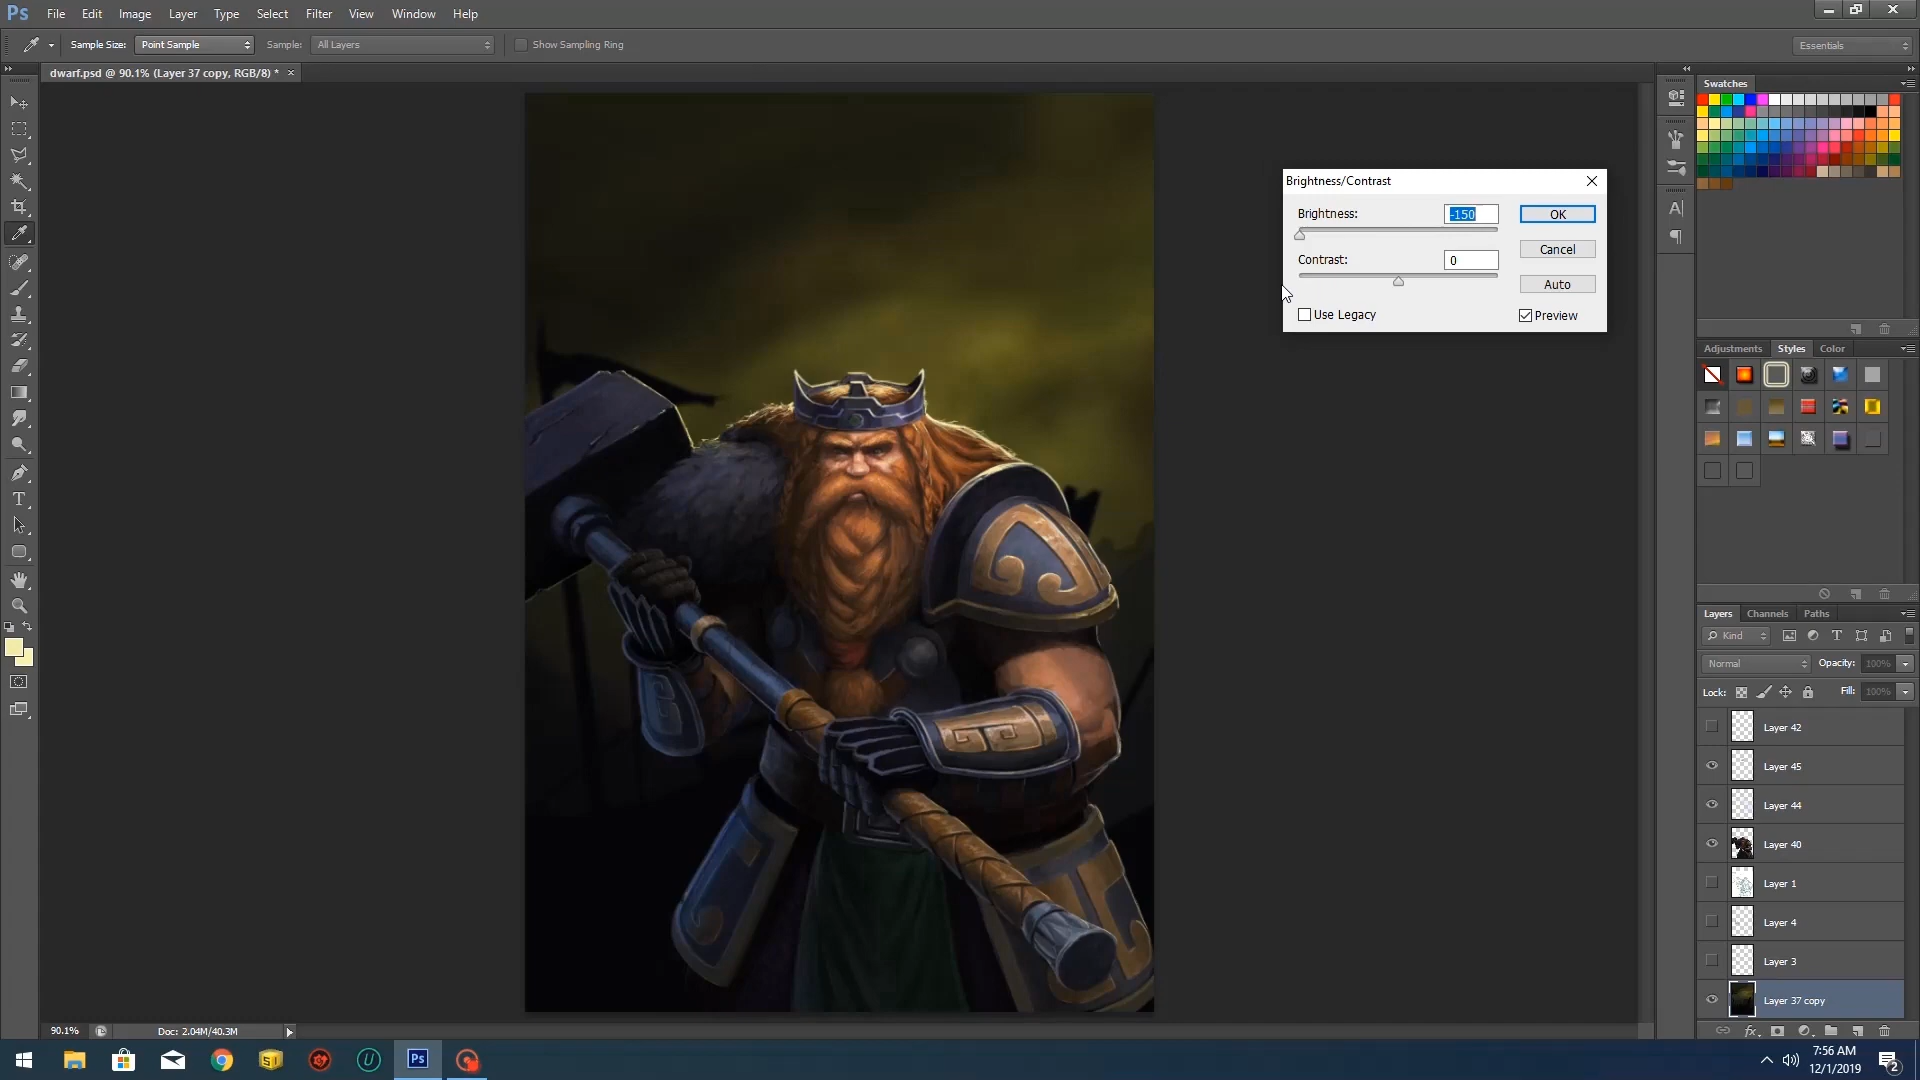 Ps File Edit Image Layer Type Select Filter View Window Help
Sample Size: Point Sample Sample: All Layers Show Sampling Ring Essentials
dwarf.psd @ 90.1% (Layer 37 copy, RGB/8) *
Swatches
Brightness/Contrast
Brightness: -150 OK
Cancel
Contrast: 0
Auto
Use Legacy Preview
Adjustments Styles Color
Layers Channels Paths
Kind
Normal Opacity: 100%
Lock: Fill: 100%
Layer 42
Layer 45
Layer 44
Layer 40
Layer 1
Layer 4
Layer 3
Layer 37 copy
fx
90.1% Doc: 2.04M/40.3M
Ps
7:56 AM
12/1/2019
2